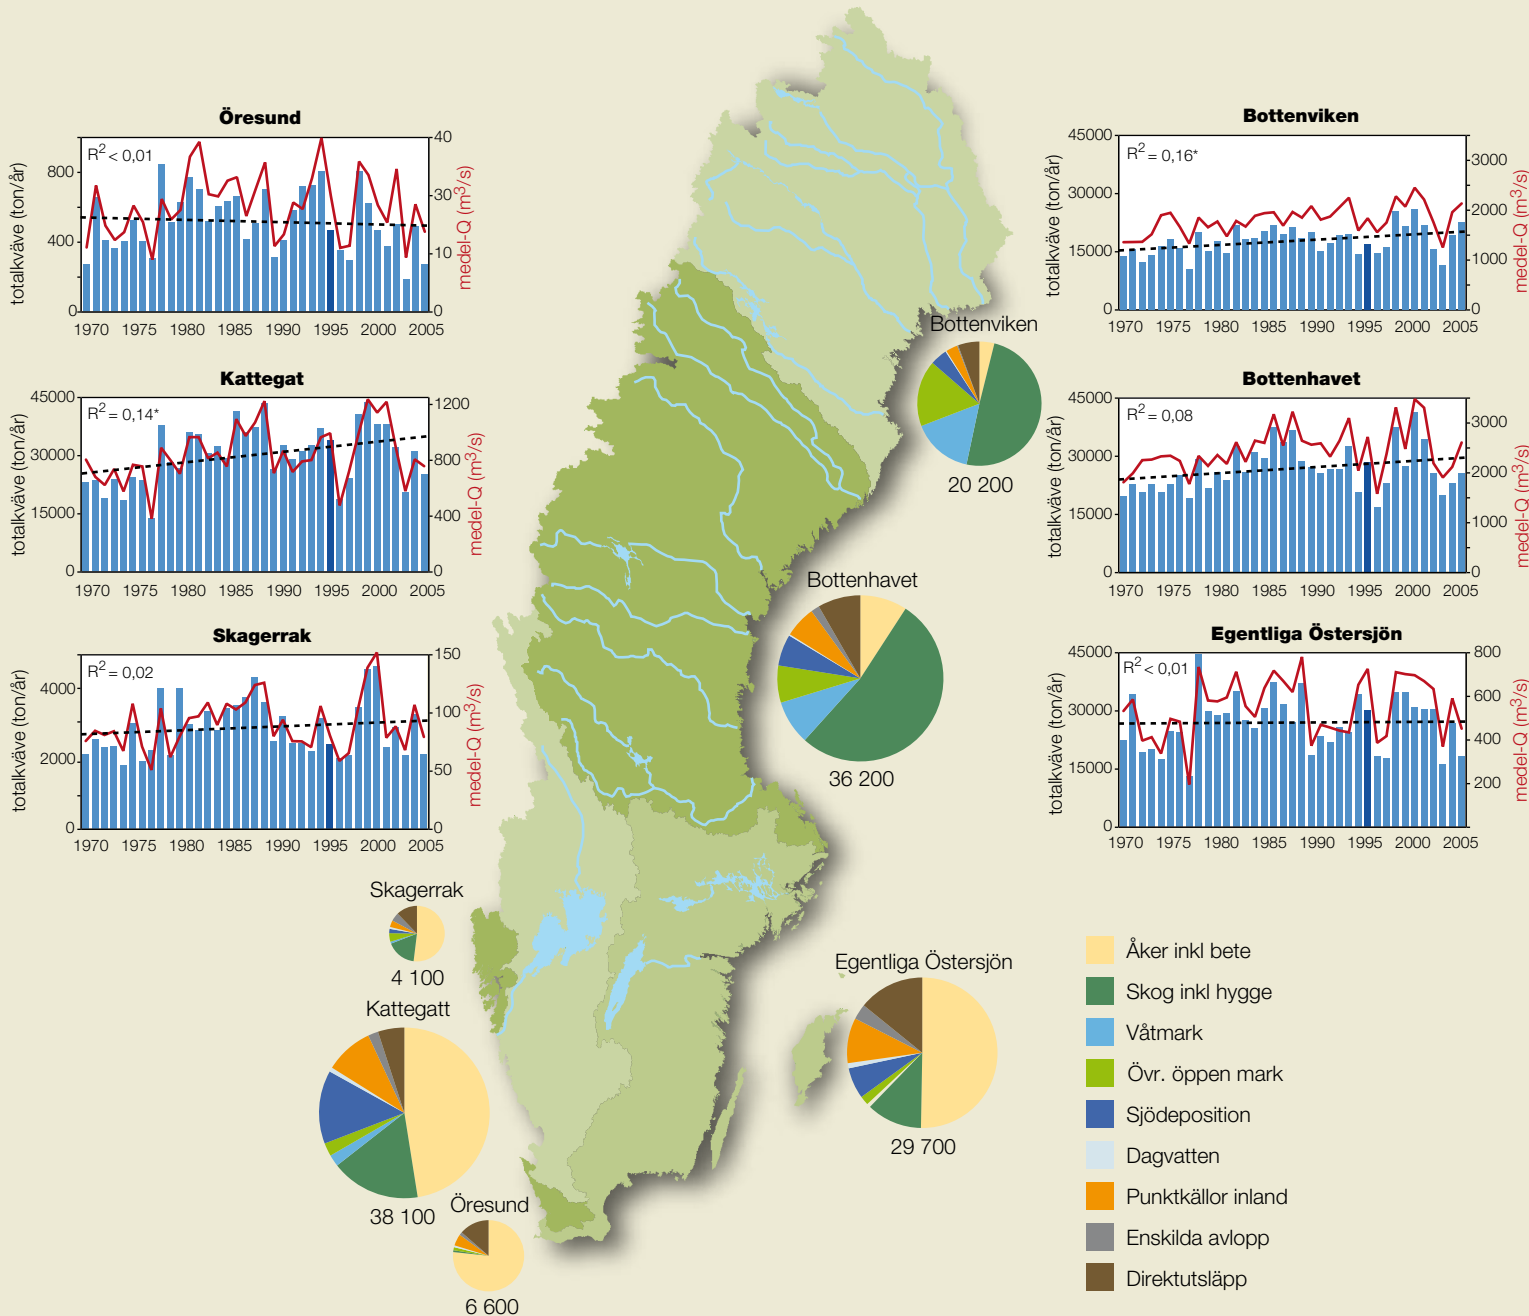 Öresund
totalkväve (ton/år)
R² < 0,01
800
400
0
40
30
20
10
0
medel-Q (m³/s)
1970 1975 1980 1985 1990 1995 2000 2005
Kattegat
totalkväve (ton/år)
R² = 0,14*
45000
30000
15000
0
1200
800
400
0
medel-Q (m³/s)
1970 1975 1980 1985 1990 1995 2000 2005
Skagerrak
totalkväve (ton/år)
R² = 0,02
4000
2000
0
150
100
50
0
medel-Q (m³/s)
1970 1975 1980 1985 1990 1995 2000 2005
Bottenviken
totalkväve (ton/år)
R² = 0,16*
45000
30000
15000
0
3000
2000
1000
0
medel-Q (m³/s)
1970 1975 1980 1985 1990 1995 2000 2005
Bottenhavet
totalkväve (ton/år)
R² = 0,08
45000
30000
15000
0
3000
2000
1000
0
medel-Q (m³/s)
1970 1975 1980 1985 1990 1995 2000 2005
Egentliga Östersjön
totalkväve (ton/år)
R² < 0,01
45000
30000
15000
0
800
600
400
200
medel-Q (m³/s)
1970 1975 1980 1985 1990 1995 2000 2005
Bottenviken
20 200
Bottenhavet
36 200
Skagerrak
4 100
Kattegatt
38 100
Öresund
6 600
Egentliga Östersjön
29 700
Åker inkl bete
Skog inkl hygge
Våtmark
Övr. öppen mark
Sjödeposition
Dagvatten
Punktkällor inland
Enskilda avlopp
Direktutsläpp